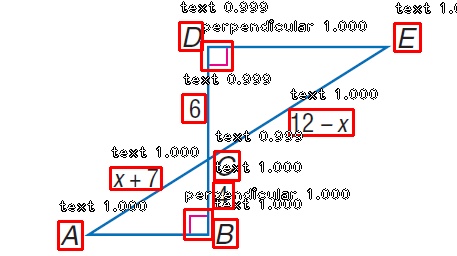 text 0.999
text 1.0
perpendicular 1.000
D
E
text 0.999
text 1.000
6
12 − x
text 0.999
text 1.000
C
text 1.000
x + 7
perpendicular 1.000
text 1.000
text 1.000
A
B